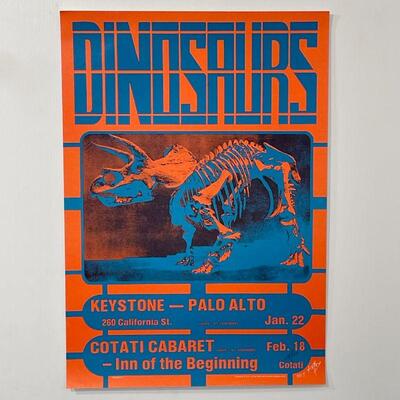 DINOSAURS
KEYSTONE — PALO ALTO
260 California St. Jan. 22
COTATI CABARET Feb. 18
– Inn of the Beginning Cotati